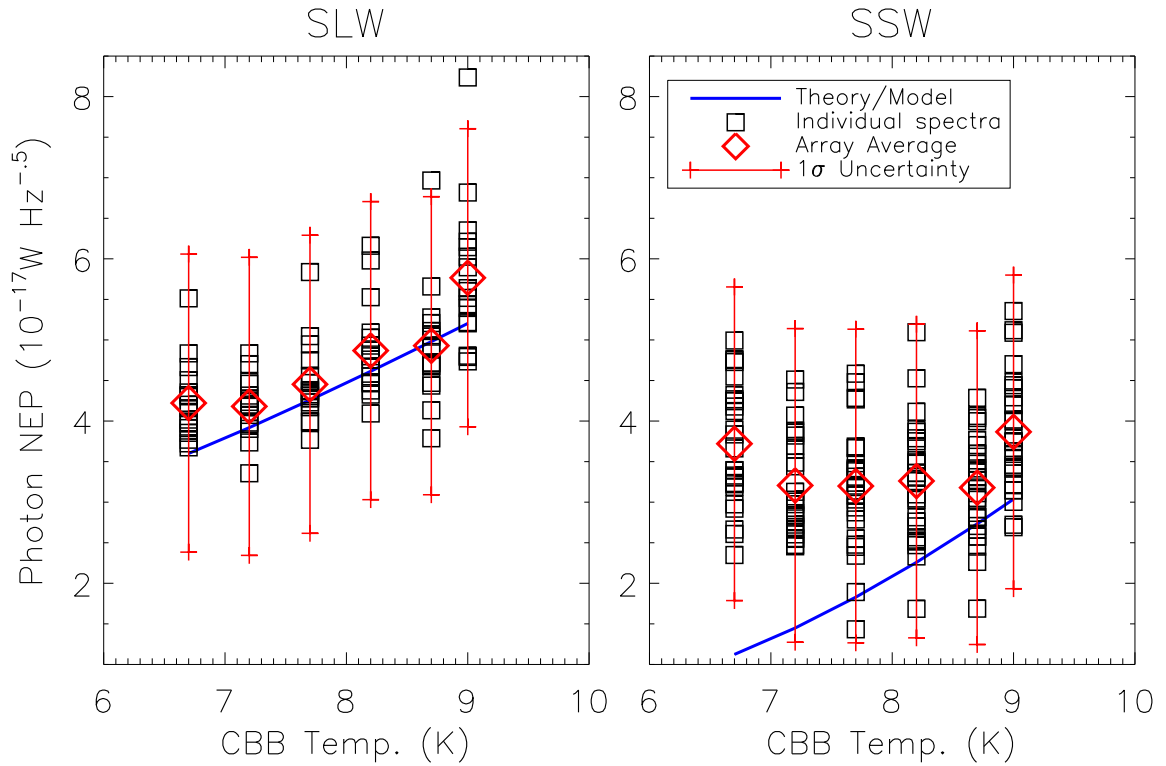 SLW
SSW
Photon NEP (10⁻¹⁷W Hz⁻·⁵)
8
6
4
2
6 7 8 9 10
CBB Temp. (K)
Theory/Model
Individual spectra
Array Average
1σ Uncertainty
8
6
4
2
6 7 8 9 10
CBB Temp. (K)